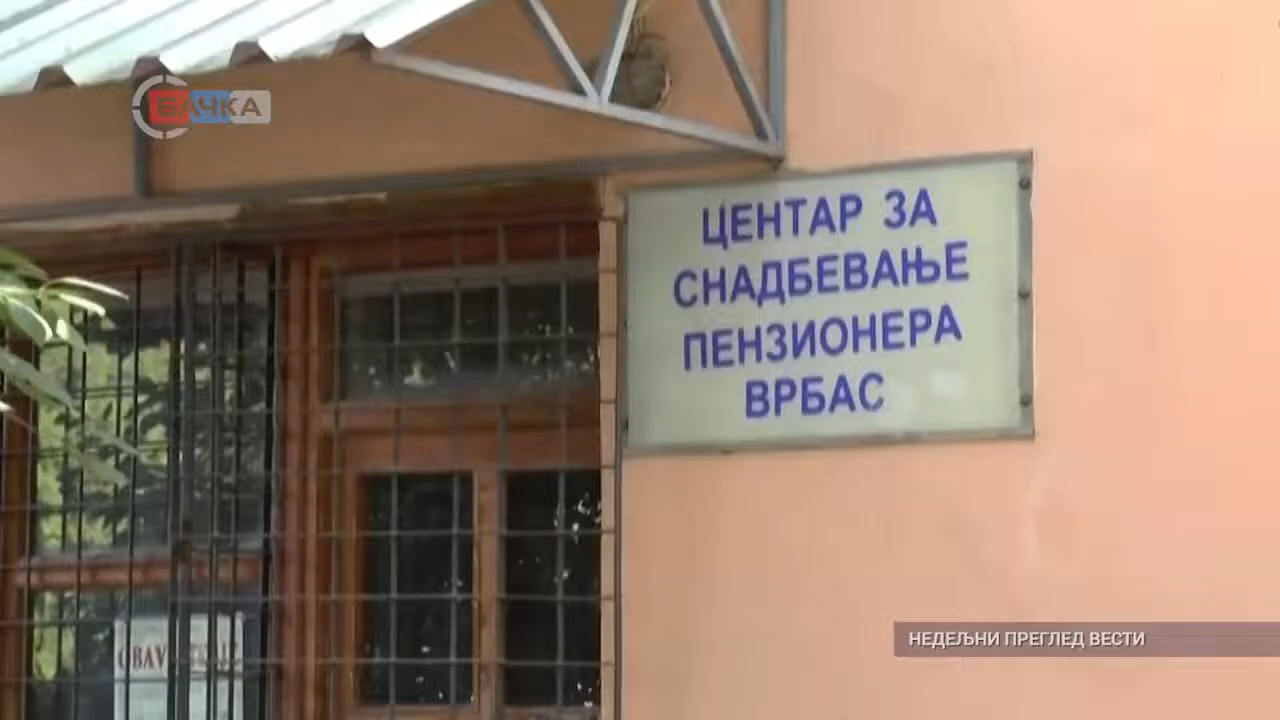 БАЧКА
ЦЕНТАР ЗА
СНАДБЕВАЊЕ
ПЕНЗИОНЕРА
ВРБАС
НЕДЕЉНИ ПРЕГЛЕД ВЕСТИ